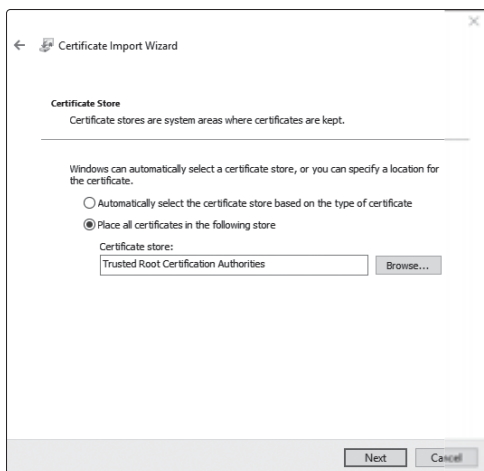 Certificate Import Wizard
Certificate Store
Certificate stores are system areas where certificates are kept.
Windows can automatically select a certificate store, or you can specify a location for
the certificate.
Automatically select the certificate store based on the type of certificate
Place all certificates in the following store
Certificate store:
Trusted Root Certification Authorities
Browse...
Next
Cancel